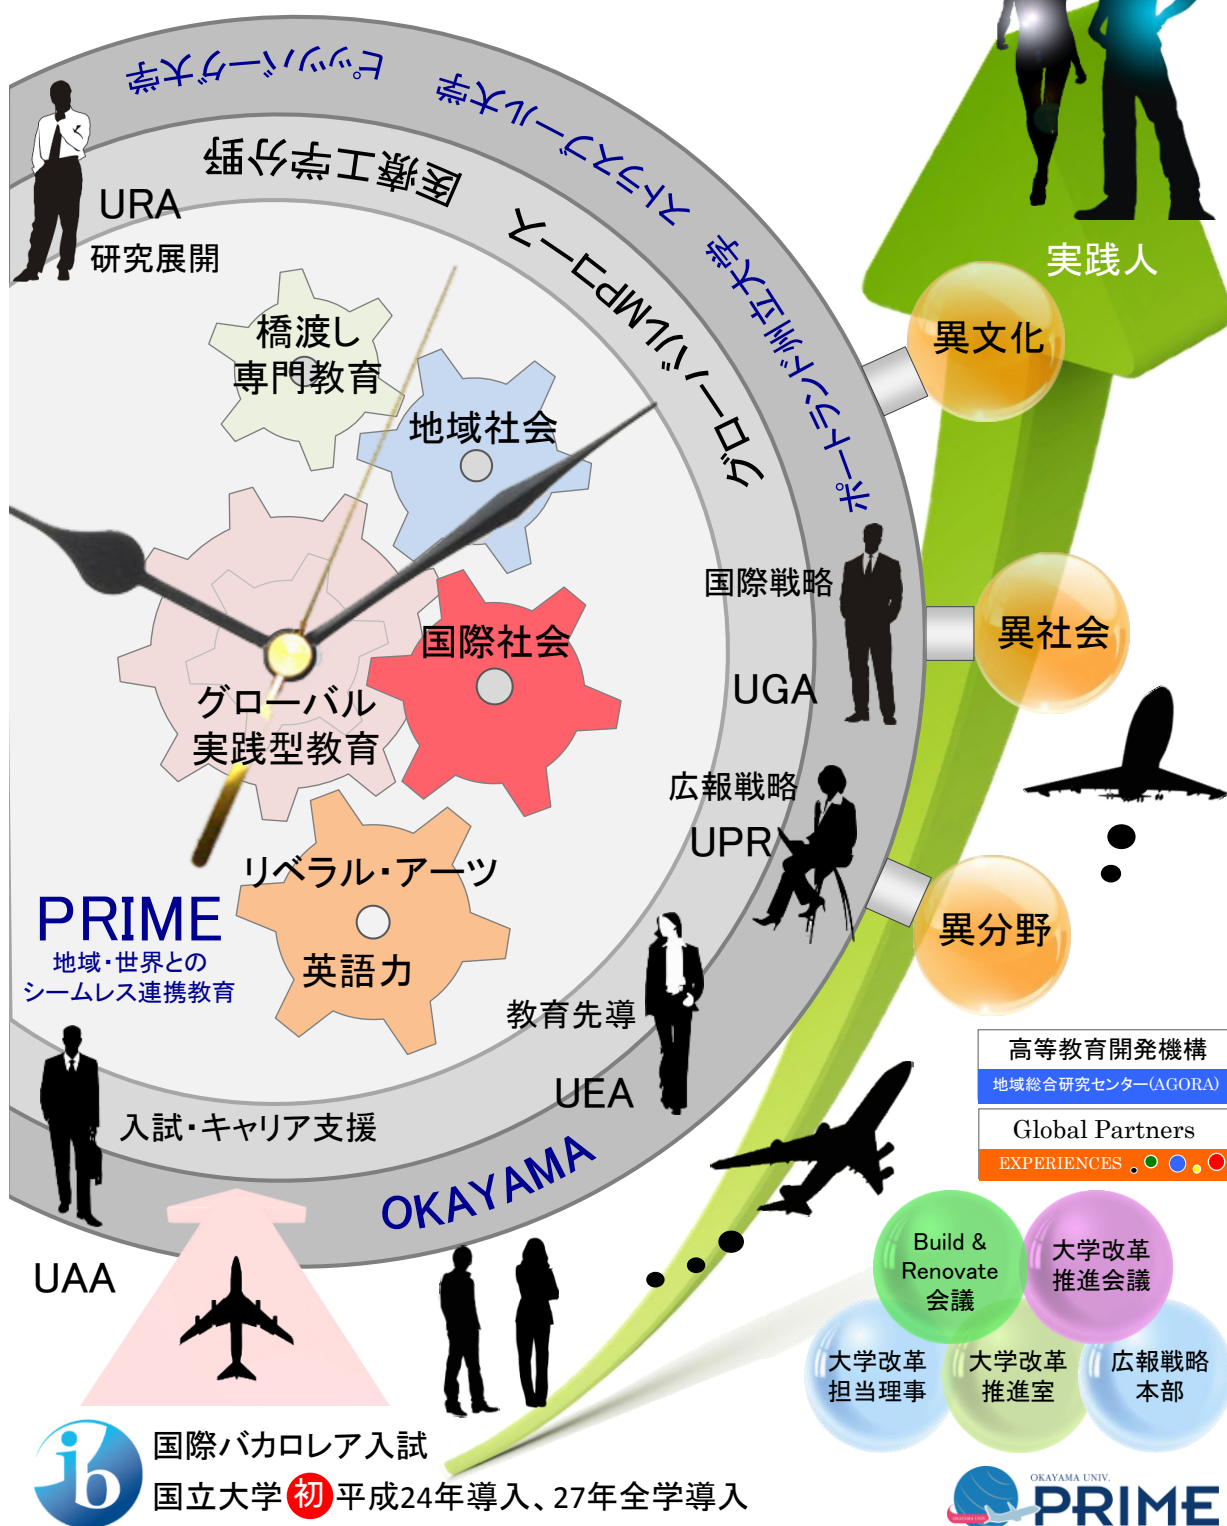 ピッツバーグ大学
ストラスブール大学
ポートランド州立大学
医療工学分野
グローバルMPコース
URA
研究展開
実践人
異文化
橋渡し
専門教育
地域社会
国際戦略
UGA
異社会
国際社会
グローバル
実践型教育
広報戦略
UPR
リベラル・アーツ
英語力
異分野
PRIME
地域・世界との
シームレス連携教育
教育先導
UEA
高等教育開発機構
地域総合研究センター(AGORA)
Global Partners
EXPERIENCES
入試・キャリア支援
UAA
OKAYAMA
Build &
Renovate
会議
大学改革
推進会議
大学改革
担当理事
大学改革
推進室
広報戦略
本部
ib
国際バカロレア入試
国立大学 初 平成24年導入、27年全学導入
OKAYAMA UNIV.
PRIME